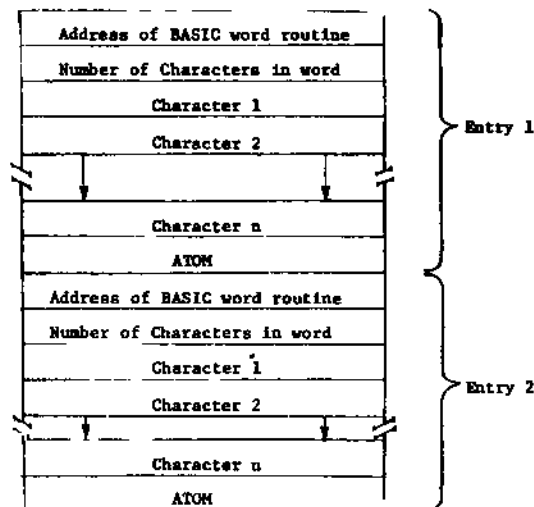 Address of BASIC word routine
Number of Characters in word
Character 1
Character 2
Entry 1
Character n
ATOM
Address of BASIC word routine
Number of Characters in word
Character 1
Character 2
Entry 2
Character n
ATOM